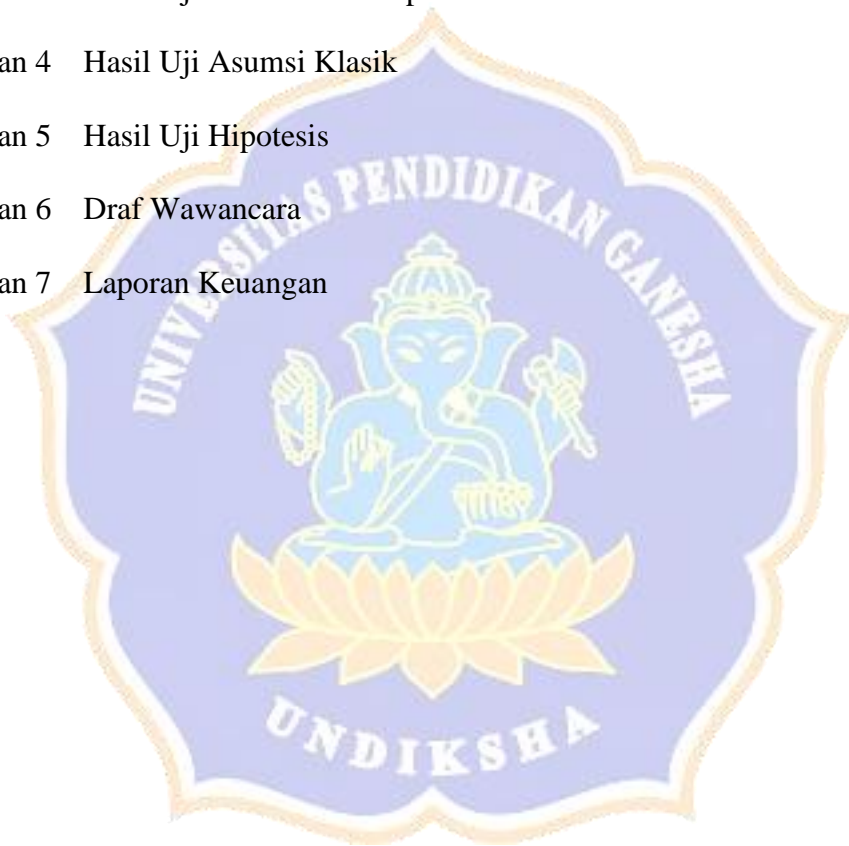 an 4 Hasil Uji Asumsi Klasik
an 5 Hasil Uji Hipotesis
an 6 Draf Wawancara
an 7 Laporan Keuangan
UNIVERSITAS PENDIDIKAN GANESHA
UNDIKSHA